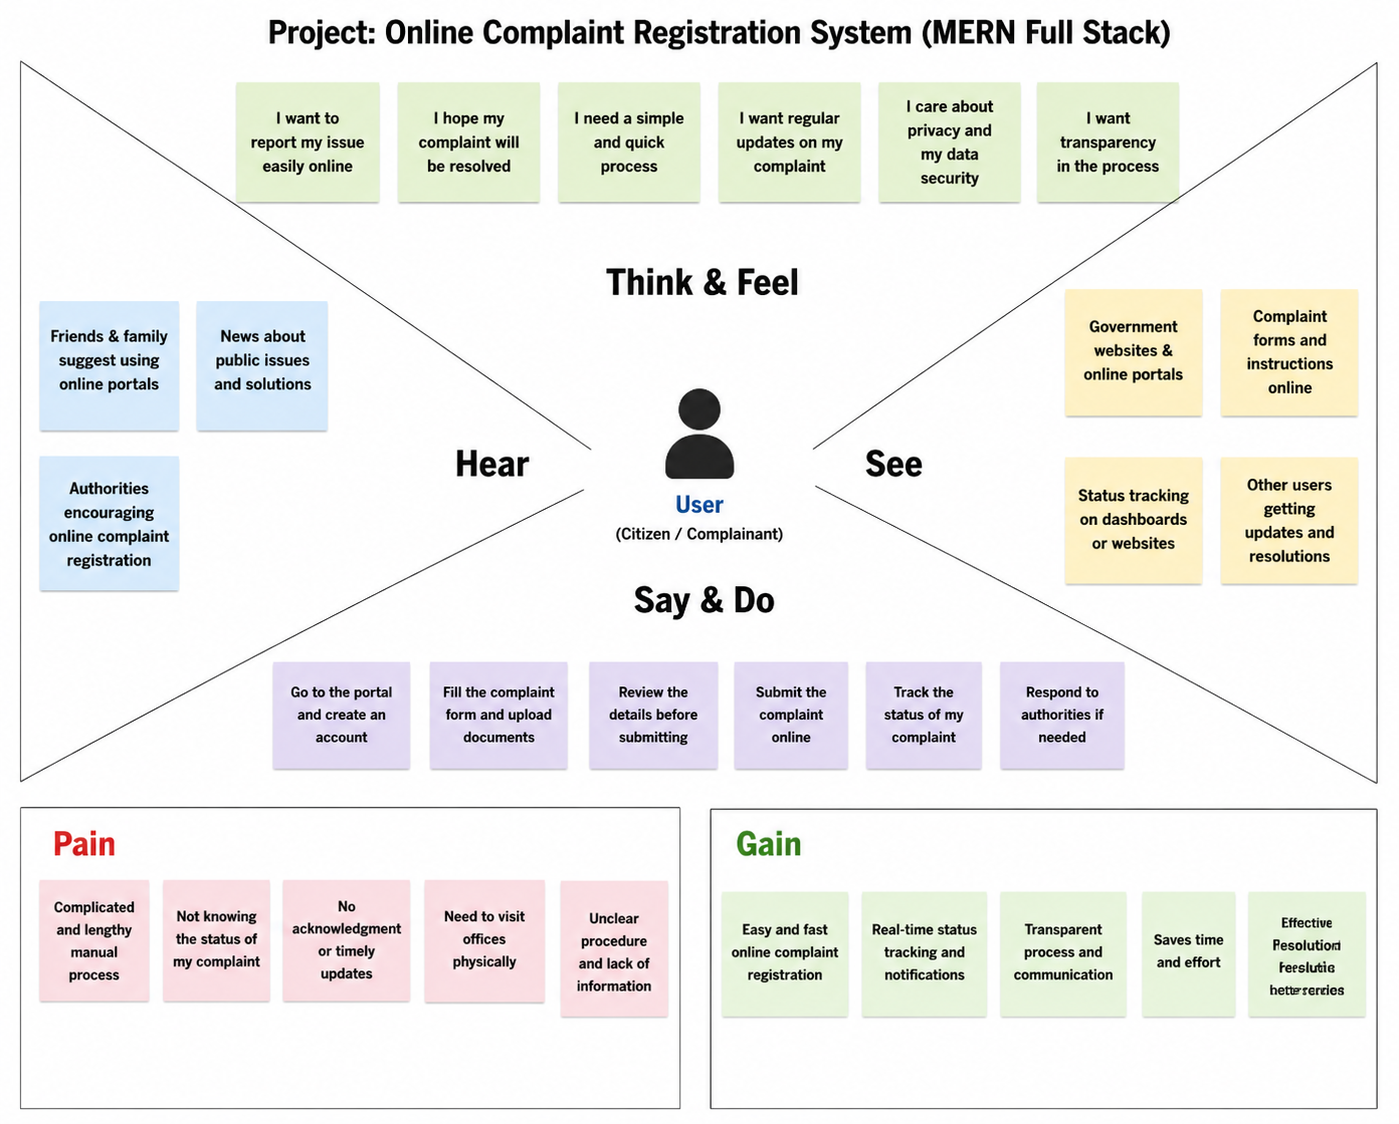 Project: Online Complaint Registration System (MERN Full Stack)
I want to
report my issue
easily online
I hope my
complaint will
be resolved
I need a simple
and quick
process
I want regular
updates on my
complaint
I care about
privacy and
my data
security
I want
transparency
in the process
Think & Feel
Friends & family
suggest using
online portals
News about
public issues
and solutions
Authorities
encouraging
online complaint
registration
Hear
User
(Citizen / Complainant)
See
Government
websites &
online portals
Complaint
forms and
instructions
online
Status tracking
on dashboards
or websites
Other users
getting
updates and
resolutions
Say & Do
Go to the portal
and create an
account
Fill the complaint
form and upload
documents
Review the
details before
submitting
Submit the
complaint
online
Track the
status of my
complaint
Respond to
authorities if
needed
Pain
Complicated
and lengthy
manual
process
Not knowing
the status of
my complaint
No
acknowledgment
or timely
updates
Need to visit
offices
physically
Unclear
procedure
and lack of
information
Gain
Easy and fast
online complaint
registration
Real-time status
tracking and
notifications
Transparent
process and
communication
Saves time
and effort
Effective